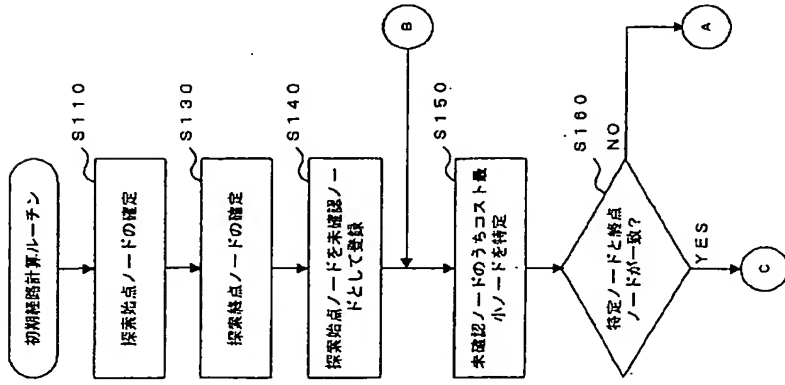 初期経路計算ルーチン
S110
探索始点ノードの確定
S130
探索終点ノードの確定
S140
探索始点ノードを未確認ノー
ドとして登録
B
S150
未確認ノードのうちコスト最
小ノードを特定
S160
特定ノードと終点
ノードが一致?
NO
A
YES
C